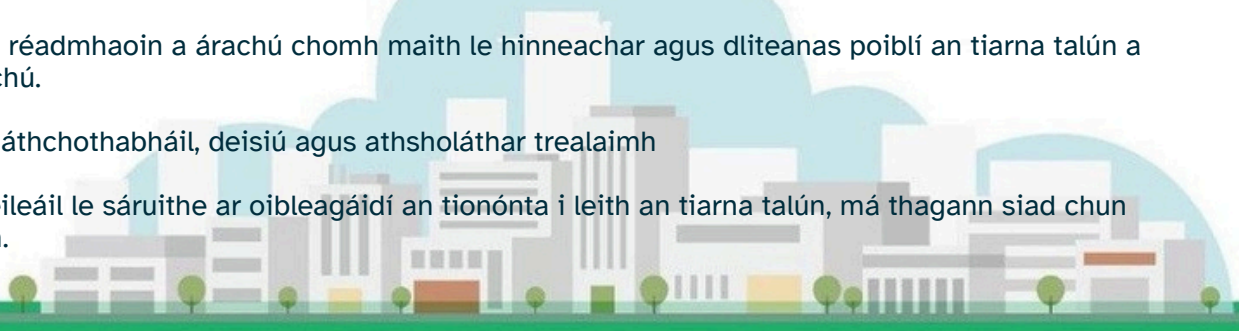 réadmhaoin a árachú chomh maith le hinneachar agus dliteanas poiblí an tiarna talún a
chú.
áthchothabháil, deisiú agus athsholáthar trealaimh
ileáil le sáruithe ar oibleagáidí an tionónta i leith an tiarna talún, má thagann siad chun